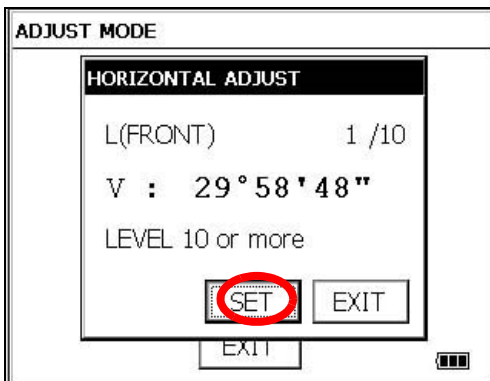 ADJUST MODE
HORIZONTAL ADJUST
L(FRONT) 1 /10
V : 29°58'48"
LEVEL 10 or more
SET EXIT
EXIT